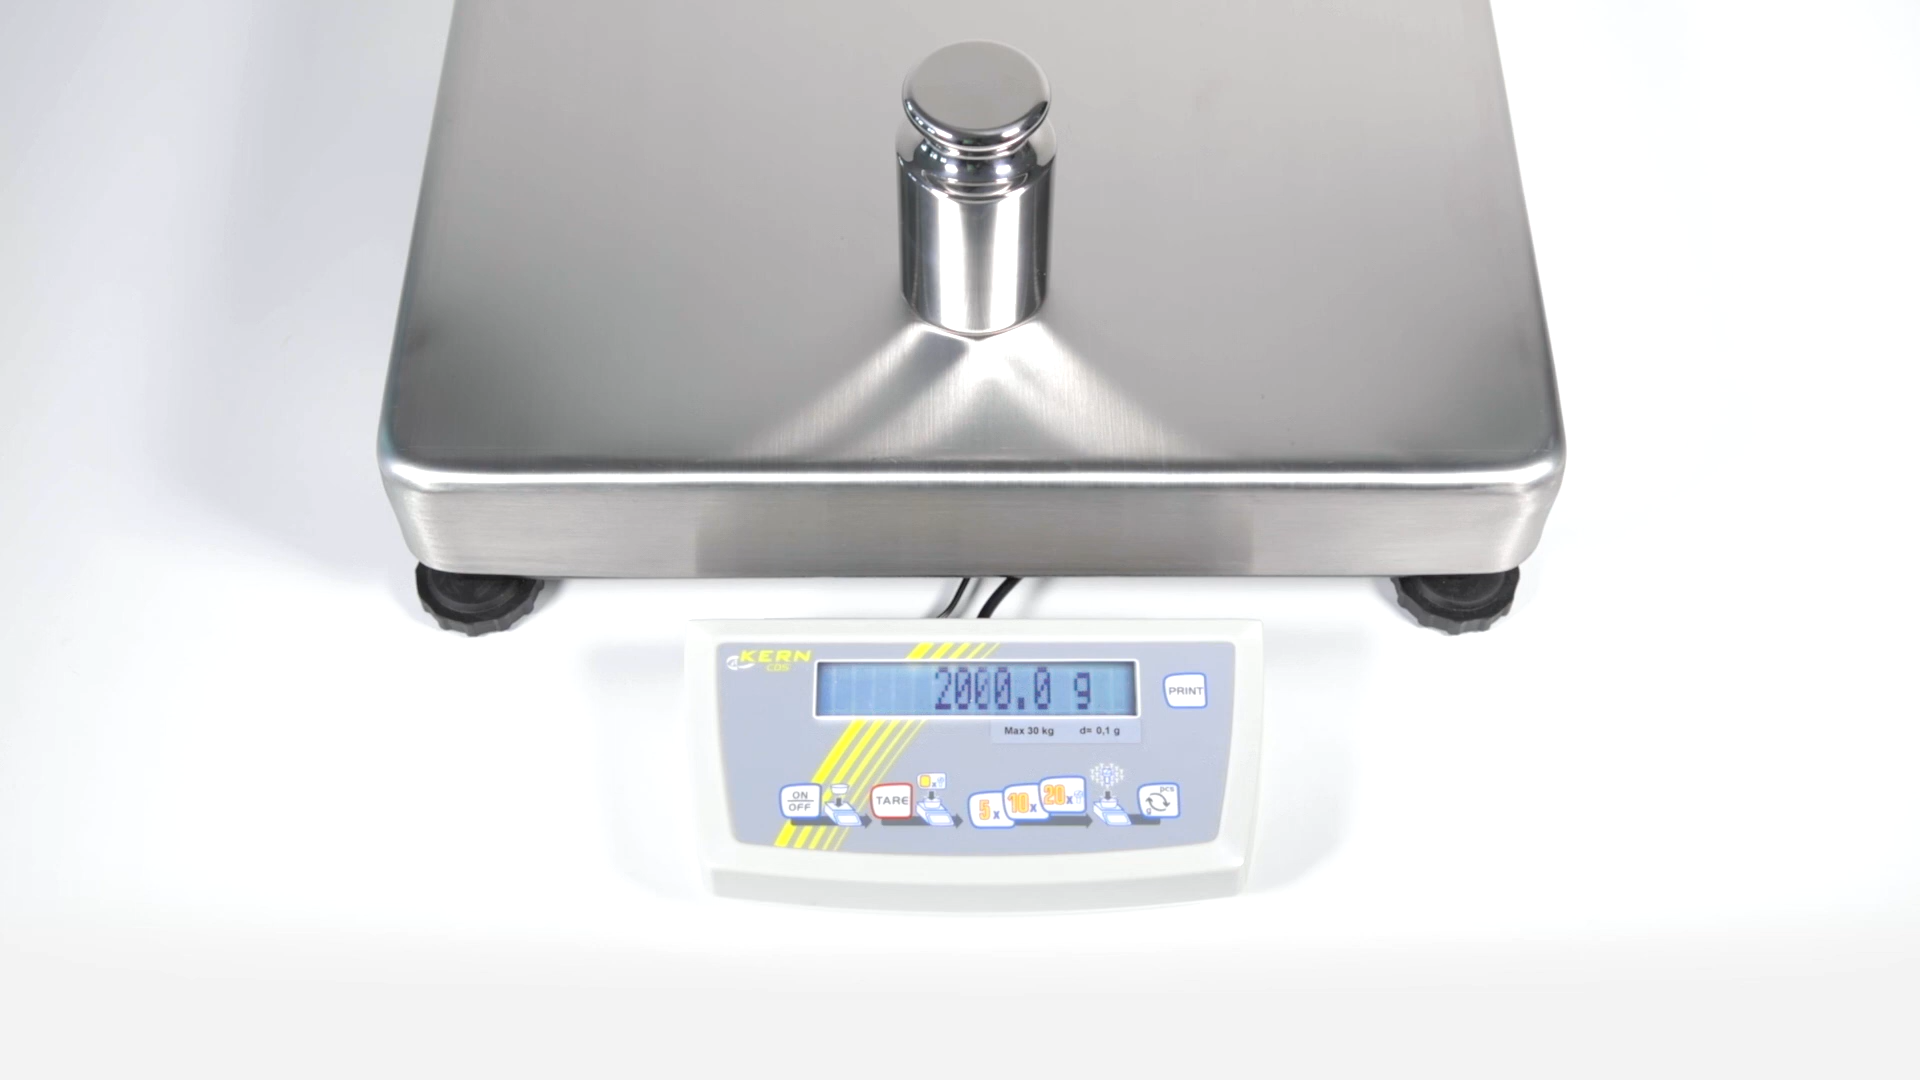 KERN
CDS
2000.0 g
PRINT
Max 30 kg d= 0,1 g
ON
OFF
TARE
5x
10x
20x
pcs
g